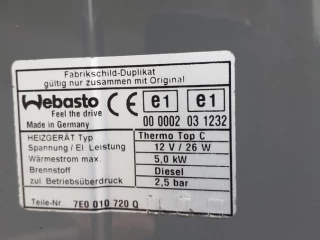 Fabrikschild-Duplikat
gültig nur zusammen mit Original
Webasto CE e1 e1
Feel the drive
Made in Germany 00 0002 03 1232
HEIZGERÄT Typ Thermo Top C
Spannung / El. Leistung 12 V / 26 W
Wärmestrom max. 5,0 kW
Brennstoff Diesel
zul. Betriebsüberdruck 2,5 bar
Teile-Nr. 7E0 010 720 Q